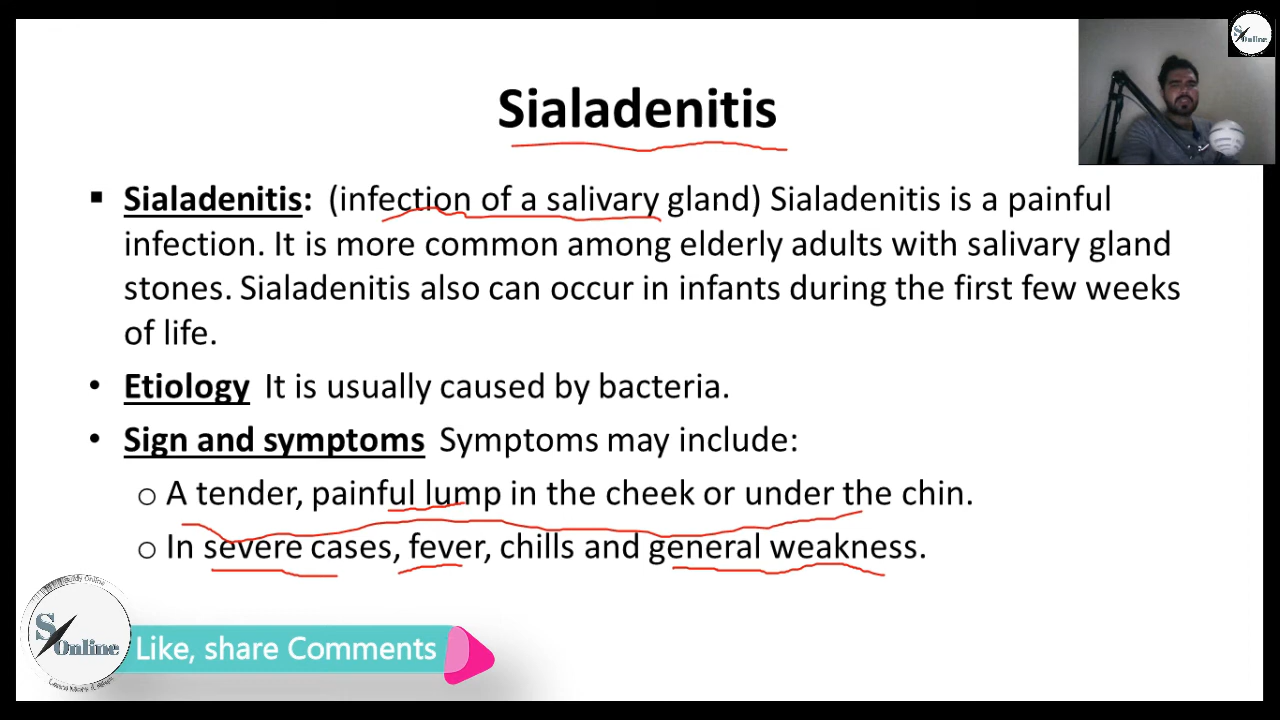 S
Online
Sialadenitis
▪ Sialadenitis: (infection of a salivary gland) Sialadenitis is a painful
infection. It is more common among elderly adults with salivary gland
stones. Sialadenitis also can occur in infants during the first few weeks
of life.
• Etiology It is usually caused by bacteria.
• Sign and symptoms Symptoms may include:
o A tender, painful lump in the cheek or under the chin.
o In severe cases, fever, chills and general weakness.
S
Online
Like, share Comments